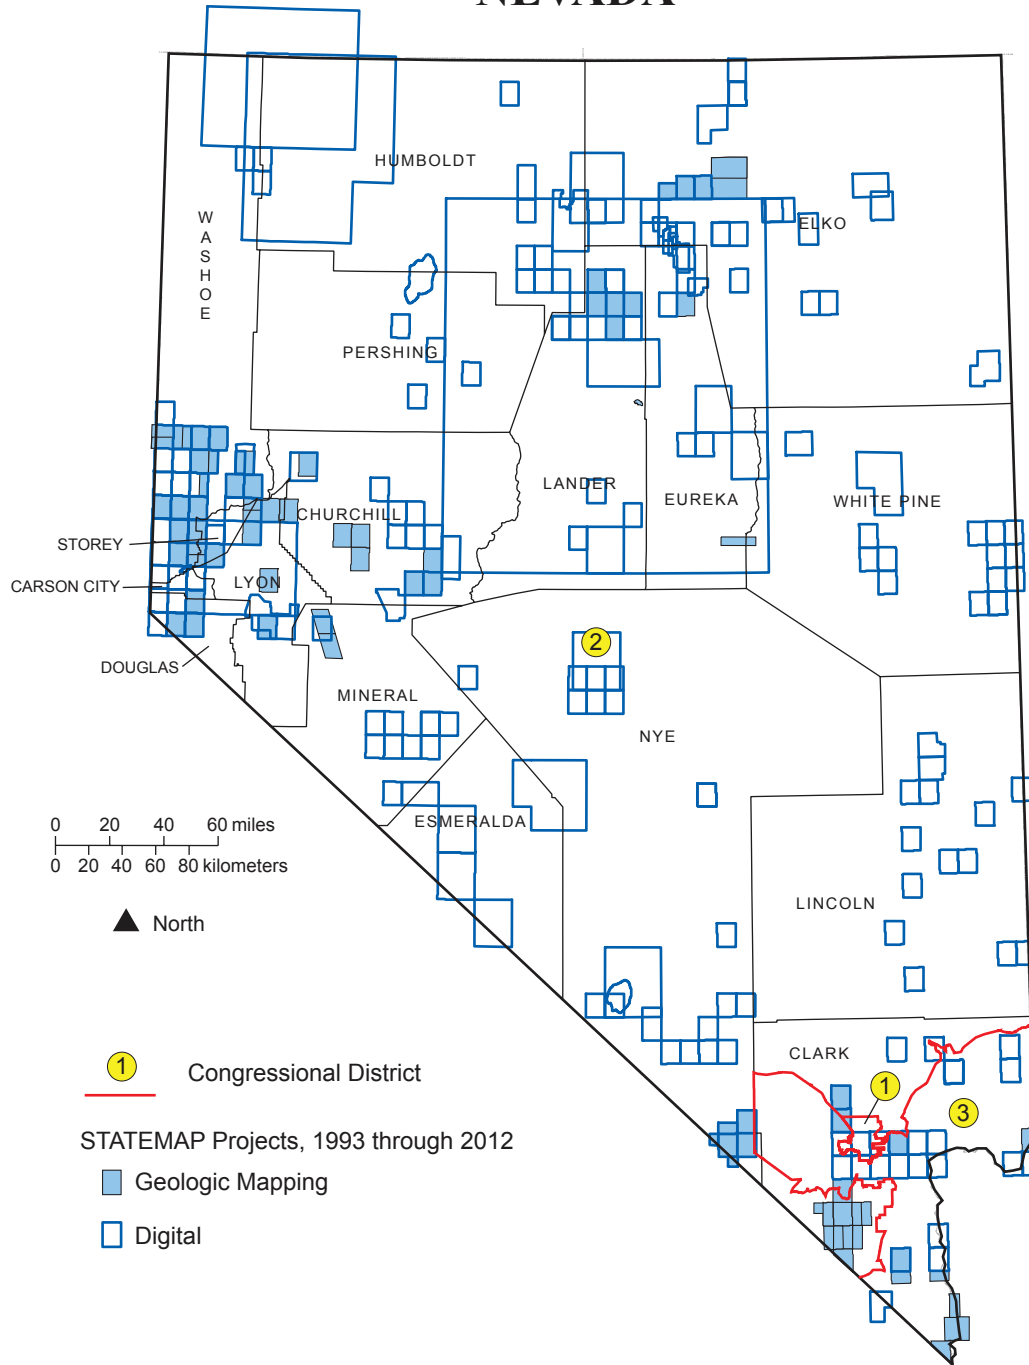 NEVADA
HUMBOLDT
WASHOE
ELKO
PERSHING
LANDER
EUREKA
WHITE PINE
CHURCHILL
STOREY
CARSON CITY
LYON
DOUGLAS
2
MINERAL
NYE
ESMERALDA
0 20 40 60 miles
0 20 40 60 80 kilometers
LINCOLN
North
CLARK
1
3
1 Congressional District
STATEMAP Projects, 1993 through 2012
Geologic Mapping
Digital